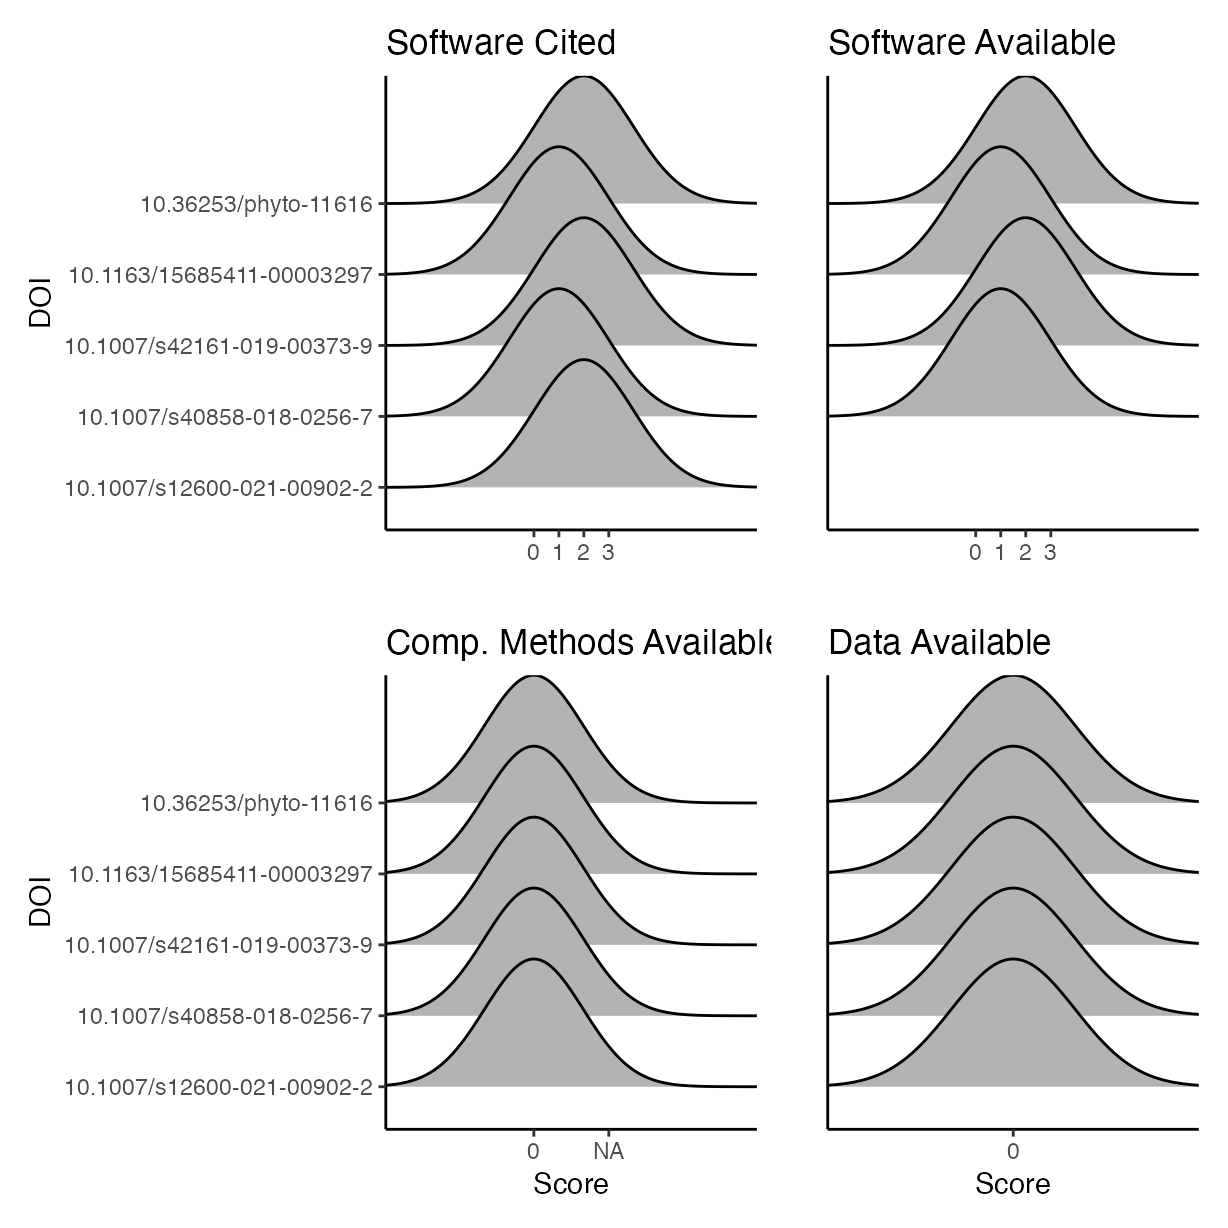 Software Cited
Software Available
DOI
10.36253/phyto-11616
10.1163/15685411-00003297
10.1007/s42161-019-00373-9
10.1007/s40858-018-0256-7
10.1007/s12600-021-00902-2
0 1 2 3
0 1 2 3
Comp. Methods Available
Data Available
DOI
10.36253/phyto-11616
10.1163/15685411-00003297
10.1007/s42161-019-00373-9
10.1007/s40858-018-0256-7
10.1007/s12600-021-00902-2
0 NA
0
Score
Score